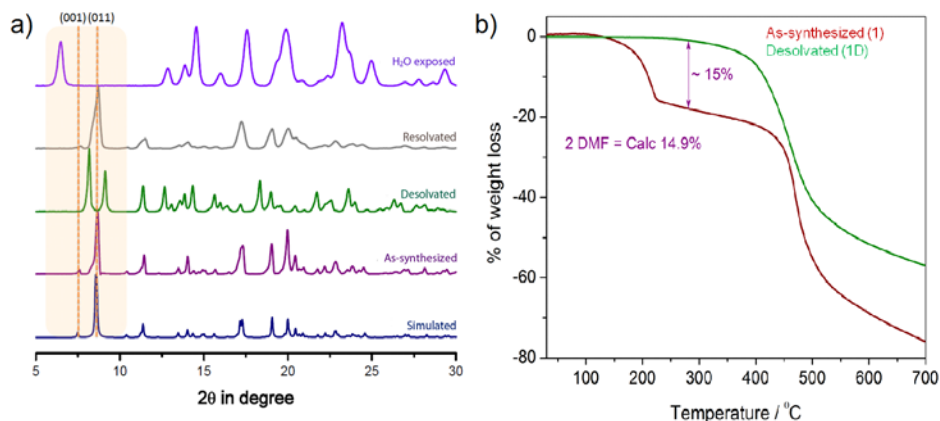 a)
(001) (011)
H₂O exposed
Resolvated
Desolvated
As-synthesized
Simulated
5 10 15 20 25 30
2θ in degree
b)
As-synthesized (1)
Desolvated (1D)
~ 15%
2 DMF = Calc 14.9%
0
-20
-40
-60
-80
% of weight loss
100 200 300 400 500 600 700
Temperature / °C